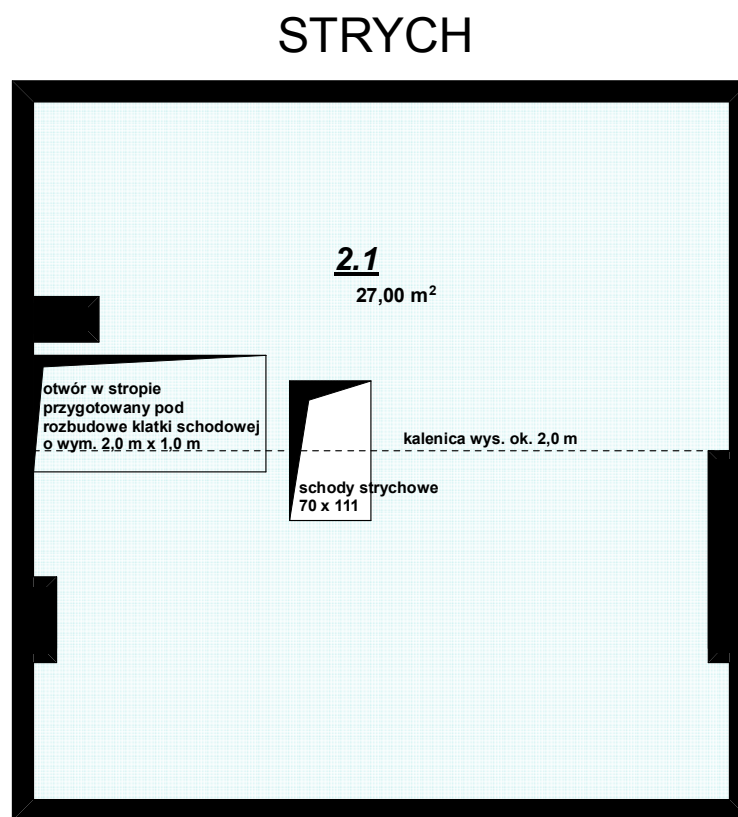 STRYCH
2.1
27,00 m²
otwór w stropie
przygotowany pod
rozbudowe klatki schodowej
o wym. 2,0 m x 1,0 m
kalenica wys. ok. 2,0 m
schody strychowe
70 x 111